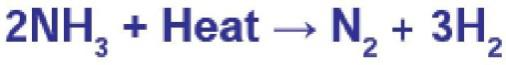 2NH₃ + Heat → N₂ + 3H₂